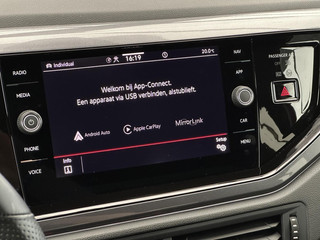 Individual
16:19
20.0°C
RADIO
MEDIA
PHONE
VOICE
Welkom bij App-Connect.
Een apparaat via USB verbinden, alstublieft.
Android Auto
Apple CarPlay
MirrorLink
Info
Setup
NAV
APP
CAR
MENU
PASSENGER